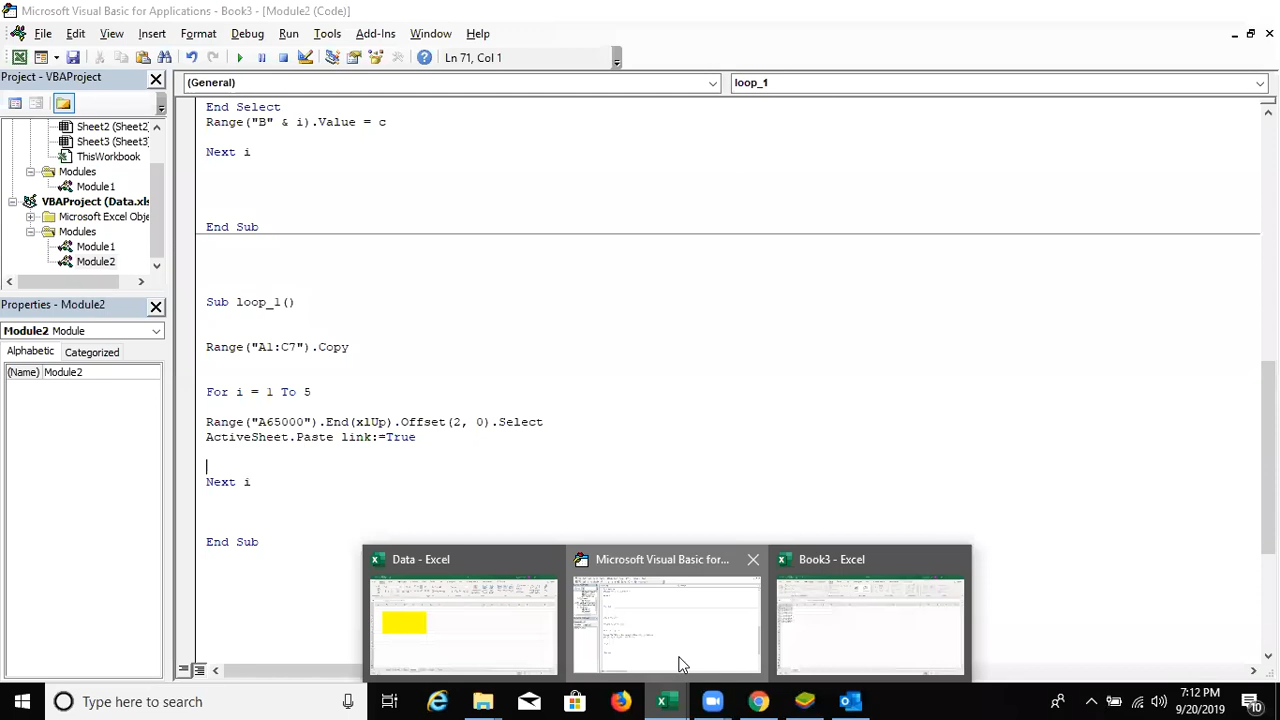 Microsoft Visual Basic for Applications - Book3 - [Module2 (Code)]
File Edit View Insert Format Debug Run Tools Add-Ins Window Help
Ln 71, Col 1
Project - VBAProject
(General)
loop_1
Sheet2 (Sheet2)
Sheet3 (Sheet3)
ThisWorkbook
Modules
Module1
VBAProject (Data.xls
Microsoft Excel Obje
Modules
Module1
Module2
Properties - Module2
Module2 Module
Alphabetic Categorized
(Name) Module2
End Select
Range("B" & i).Value = c
Next i
End Sub
Sub loop_1()
Range("A1:C7").Copy
For i = 1 To 5
Range("A65000").End(xlUp).Offset(2, 0).Select
ActiveSheet.Paste link:=True
Next i
End Sub
Data - Excel
Microsoft Visual Basic for...
Book3 - Excel
Type here to search
7:12 PM
9/20/2019
10